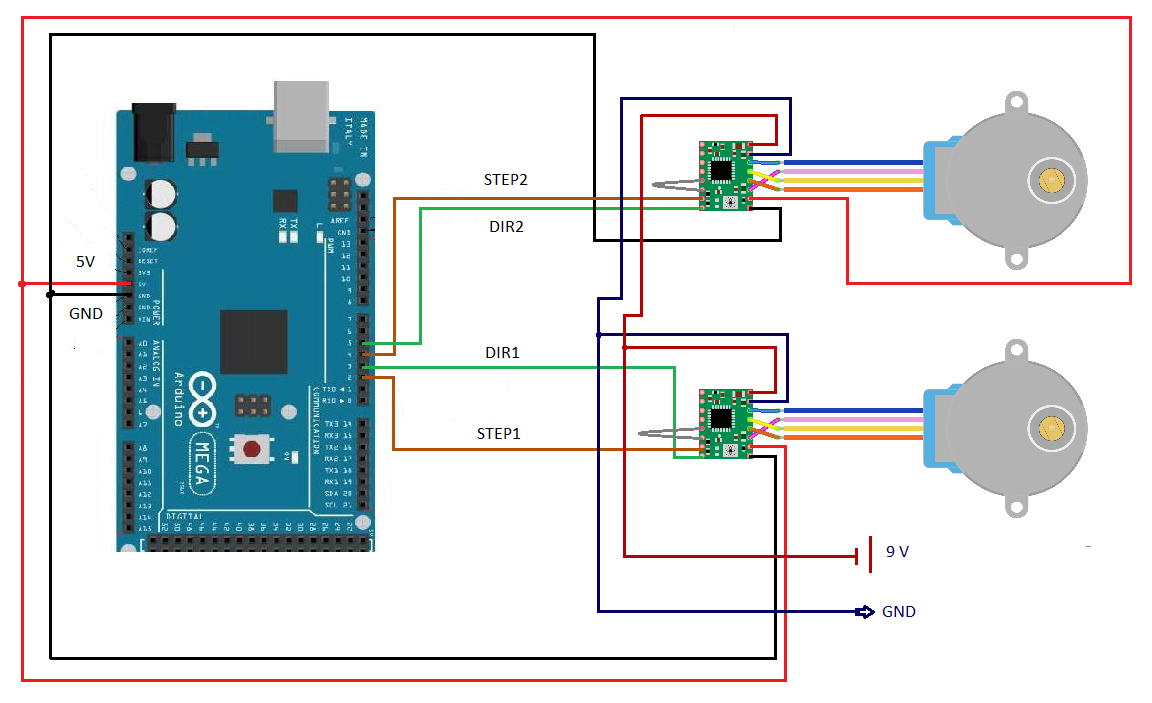 STEP2
DIR2
5V
GND
DIR1
STEP1
9 V
GND
MADE IN
ITALY
AREF
GND
13
12
11
10
9
8
PWM
L
TX
RX
RESET
3V3
5V
GND
GND
VIN
POWER
7
6
5
4
3
2
TX0 ◄ 1
RX0 ► 0
COMMUNICATION
ANALOG IN
A0
A1
A2
A3
A4
A5
A7
Arduino
MEGA
TX3 14
RX3 15
TX2 16
RX2 17
TX1 18
RX1 19
SDA 20
SCL 21
A8
A9
A10
A11
A12
A13
A14
A15
DIGITAL